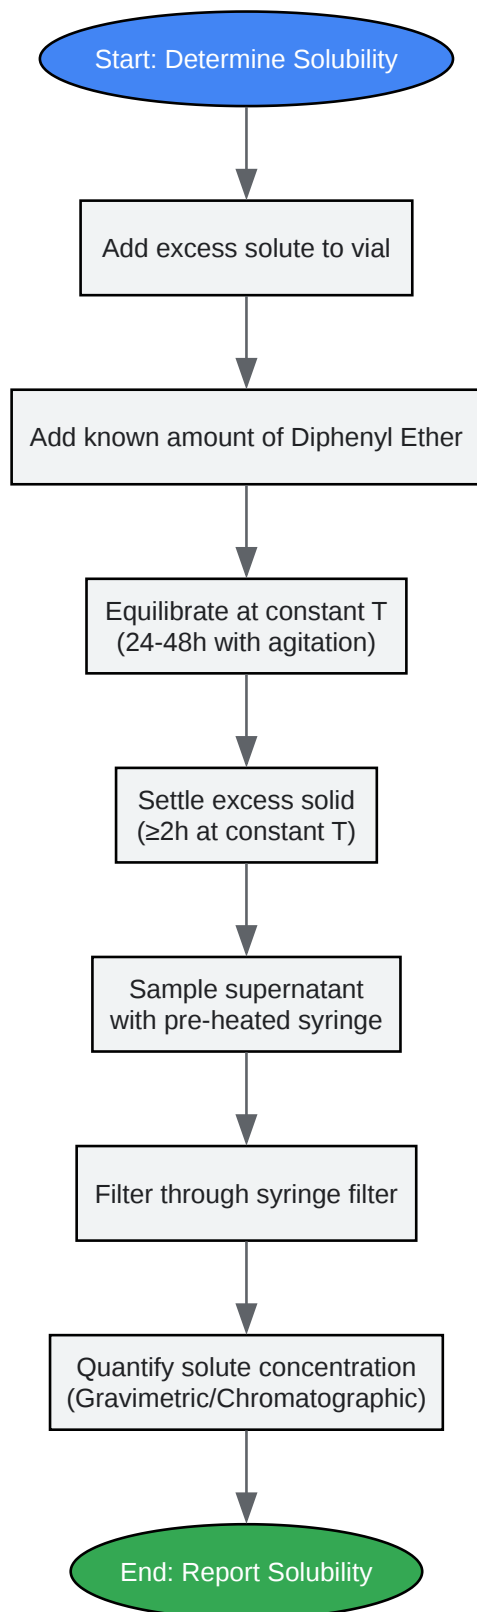 Start: Determine Solubility
Add excess solute to vial
Add known amount of Diphenyl Ether
Equilibrate at constant T
(24-48h with agitation)
Settle excess solid
(≥2h at constant T)
Sample supernatant
with pre-heated syringe
Filter through syringe filter
Quantify solute concentration
(Gravimetric/Chromatographic)
End: Report Solubility